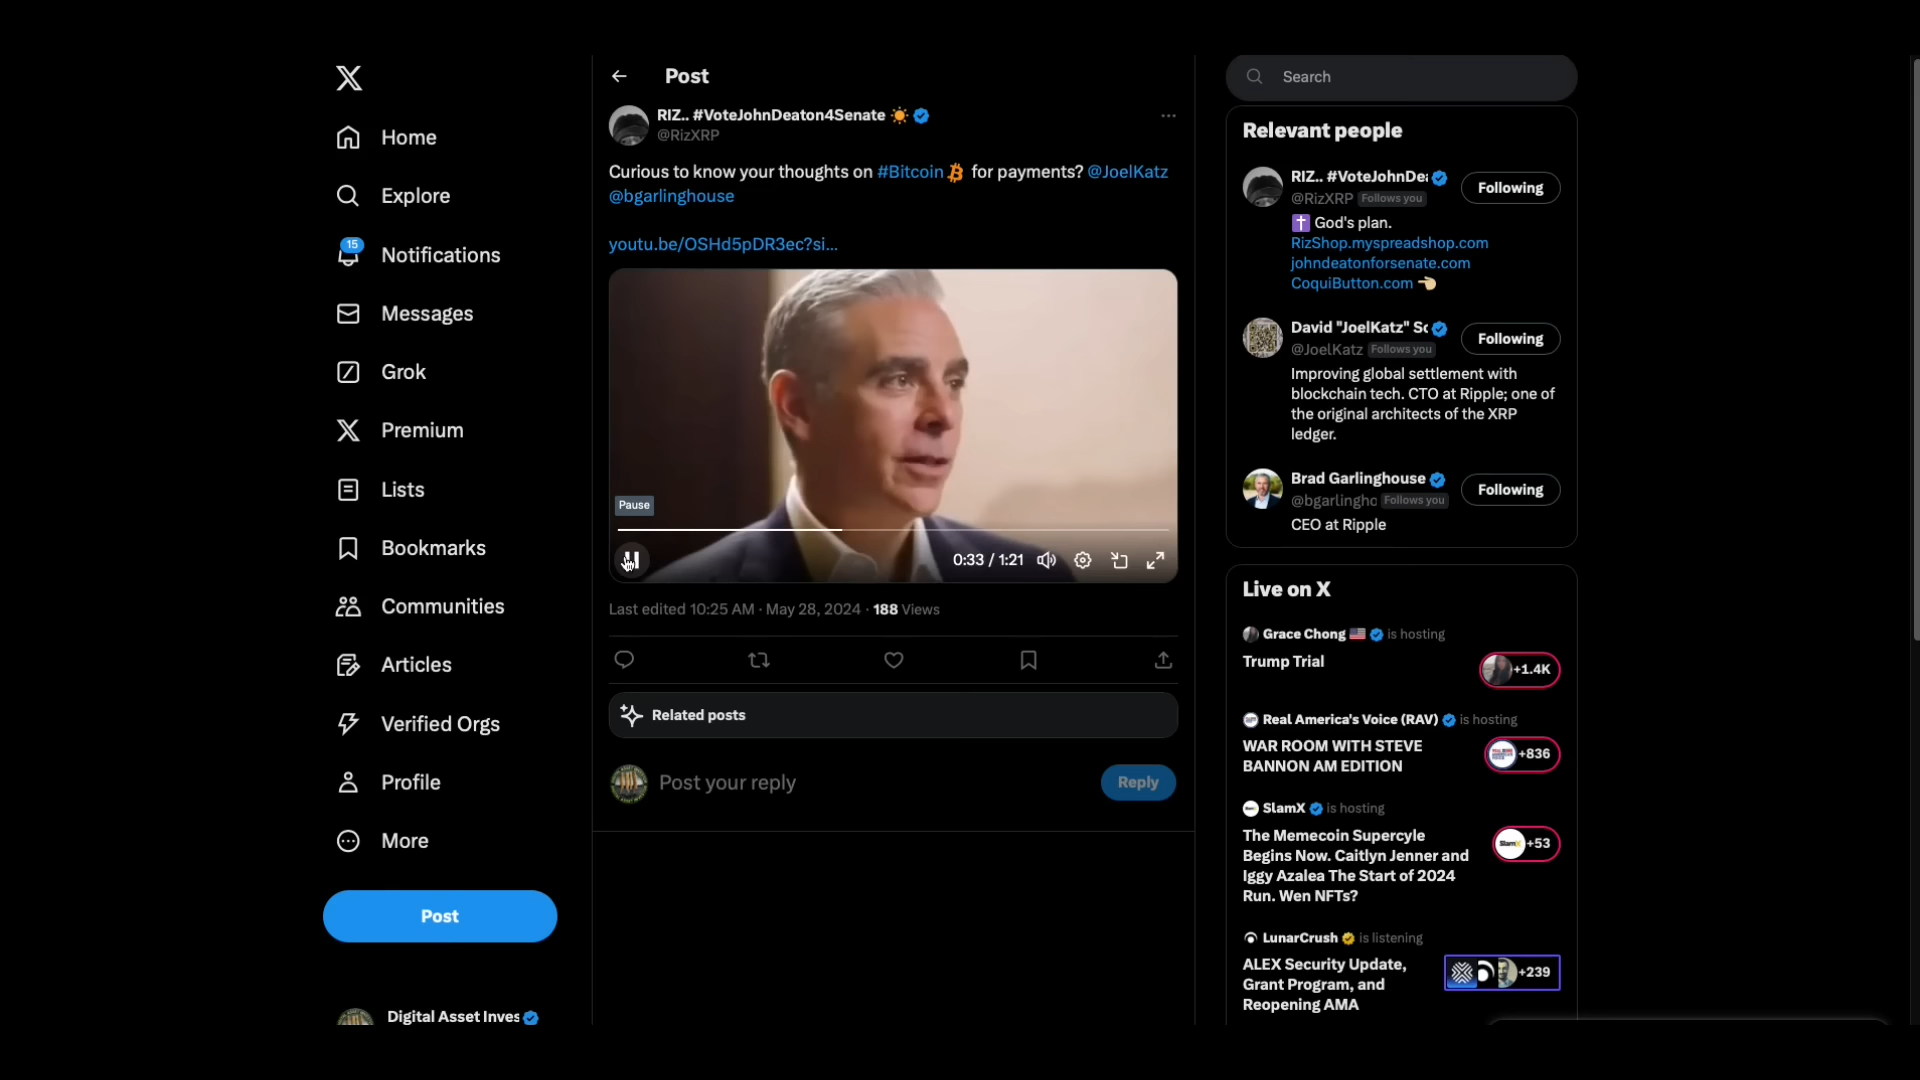 Home
Explore
15
Notifications
Messages
Grok
Premium
Lists
Bookmarks
Communities
Articles
Verified Orgs
Profile
More
Post
Digital Asset Inves
Post
RIZ.. #VoteJohnDeaton4Senate
@RizXRP
Curious to know your thoughts on #Bitcoin for payments? @JoelKatz
@bgarlinghouse
youtu.be/OSHd5pDR3ec?si...
Pause
0:33 / 1:21
Last edited 10:25 AM · May 28, 2024 · 188 Views
Related posts
Post your reply
Reply
Search
Relevant people
RIZ.. #VoteJohnDea
Following
@RizXRP Follows you
God's plan.
RizShop.myspreadshop.com
johndeatonforsenate.com
CoquiButton.com
David "JoelKatz" Sc
Following
@JoelKatz Follows you
Improving global settlement with
blockchain tech. CTO at Ripple; one of
the original architects of the XRP
ledger.
Brad Garlinghouse
Following
@bgarlinghc Follows you
CEO at Ripple
Live on X
Grace Chong is hosting
Trump Trial
+1.4K
Real America's Voice (RAV) is hosting
WAR ROOM WITH STEVE
BANNON AM EDITION
+836
SlamX is hosting
The Memecoin Supercyle
Begins Now. Caitlyn Jenner and
Iggy Azalea The Start of 2024
Run. Wen NFTs?
+53
LunarCrush is listening
ALEX Security Update,
Grant Program, and
Reopening AMA
+239